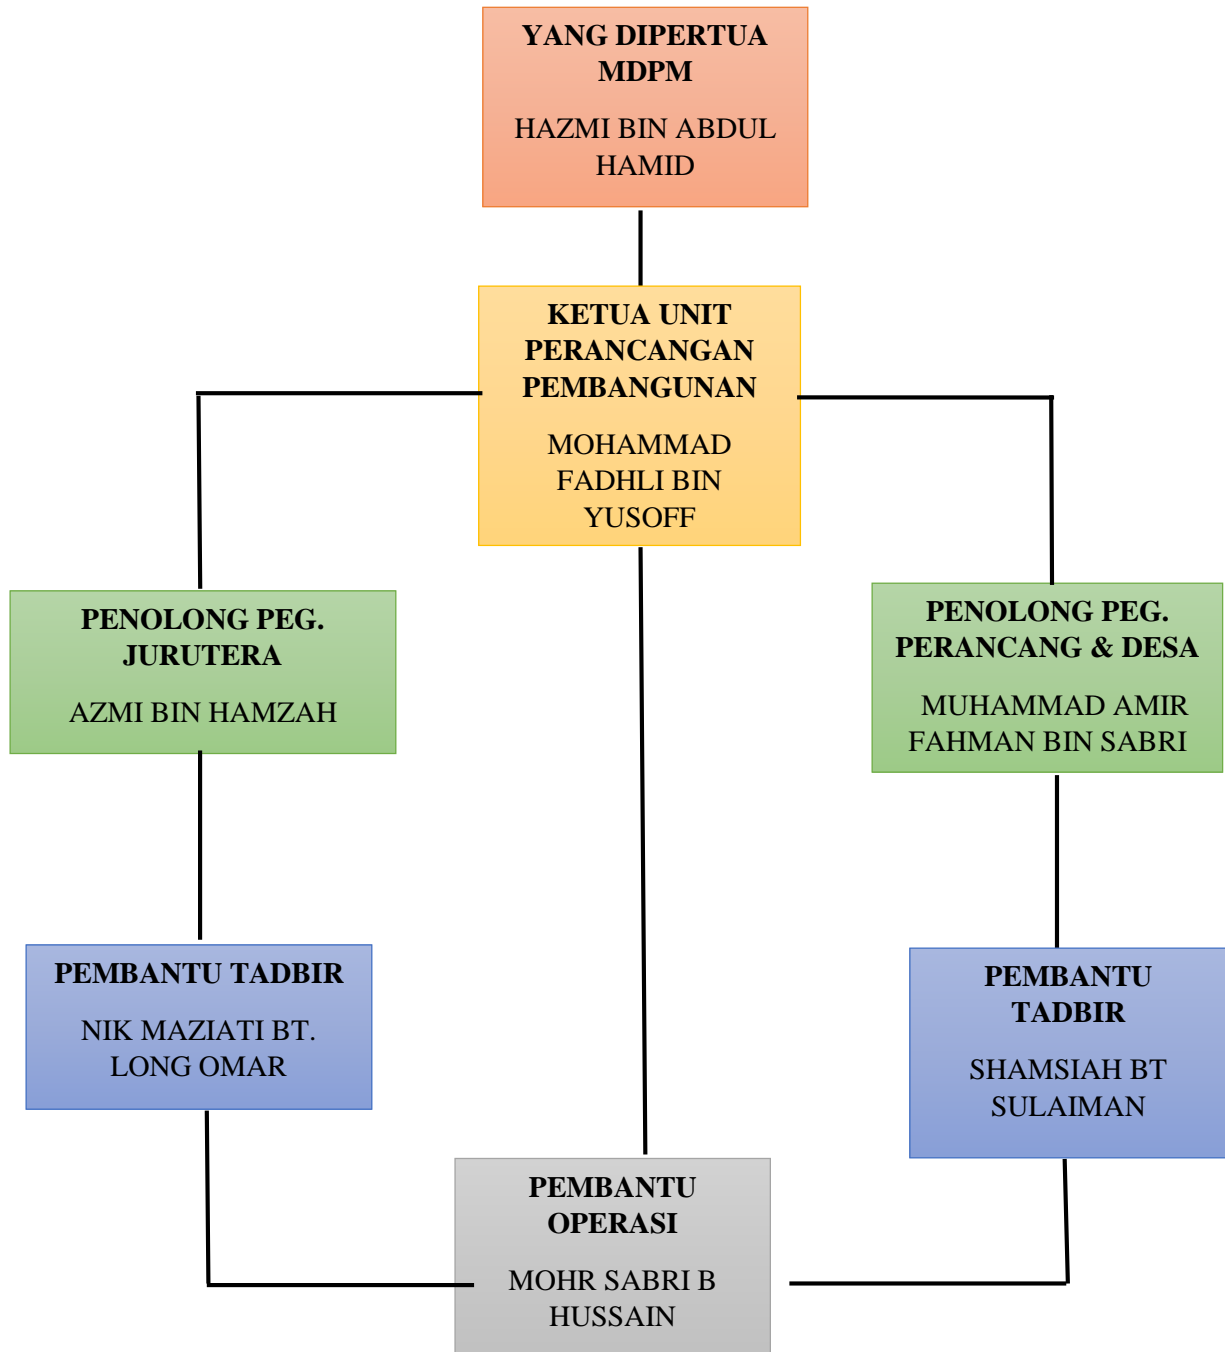 YANG DIPERTUA
MDPM
HAZMI BIN ABDUL
HAMID
KETUA UNIT
PERANCANGAN
PEMBANGUNAN
MOHAMMAD
FADHLI BIN
YUSOFF
PENOLONG PEG.
JURUTERA
AZMI BIN HAMZAH
PENOLONG PEG.
PERANCANG & DESA
MUHAMMAD AMIR
FAHMAN BIN SABRI
PEMBANTU TADBIR
NIK MAZIATI BT.
LONG OMAR
PEMBANTU
TADBIR
SHAMSIAH BT
SULAIMAN
PEMBANTU
OPERASI
MOHR SABRI B
HUSSAIN